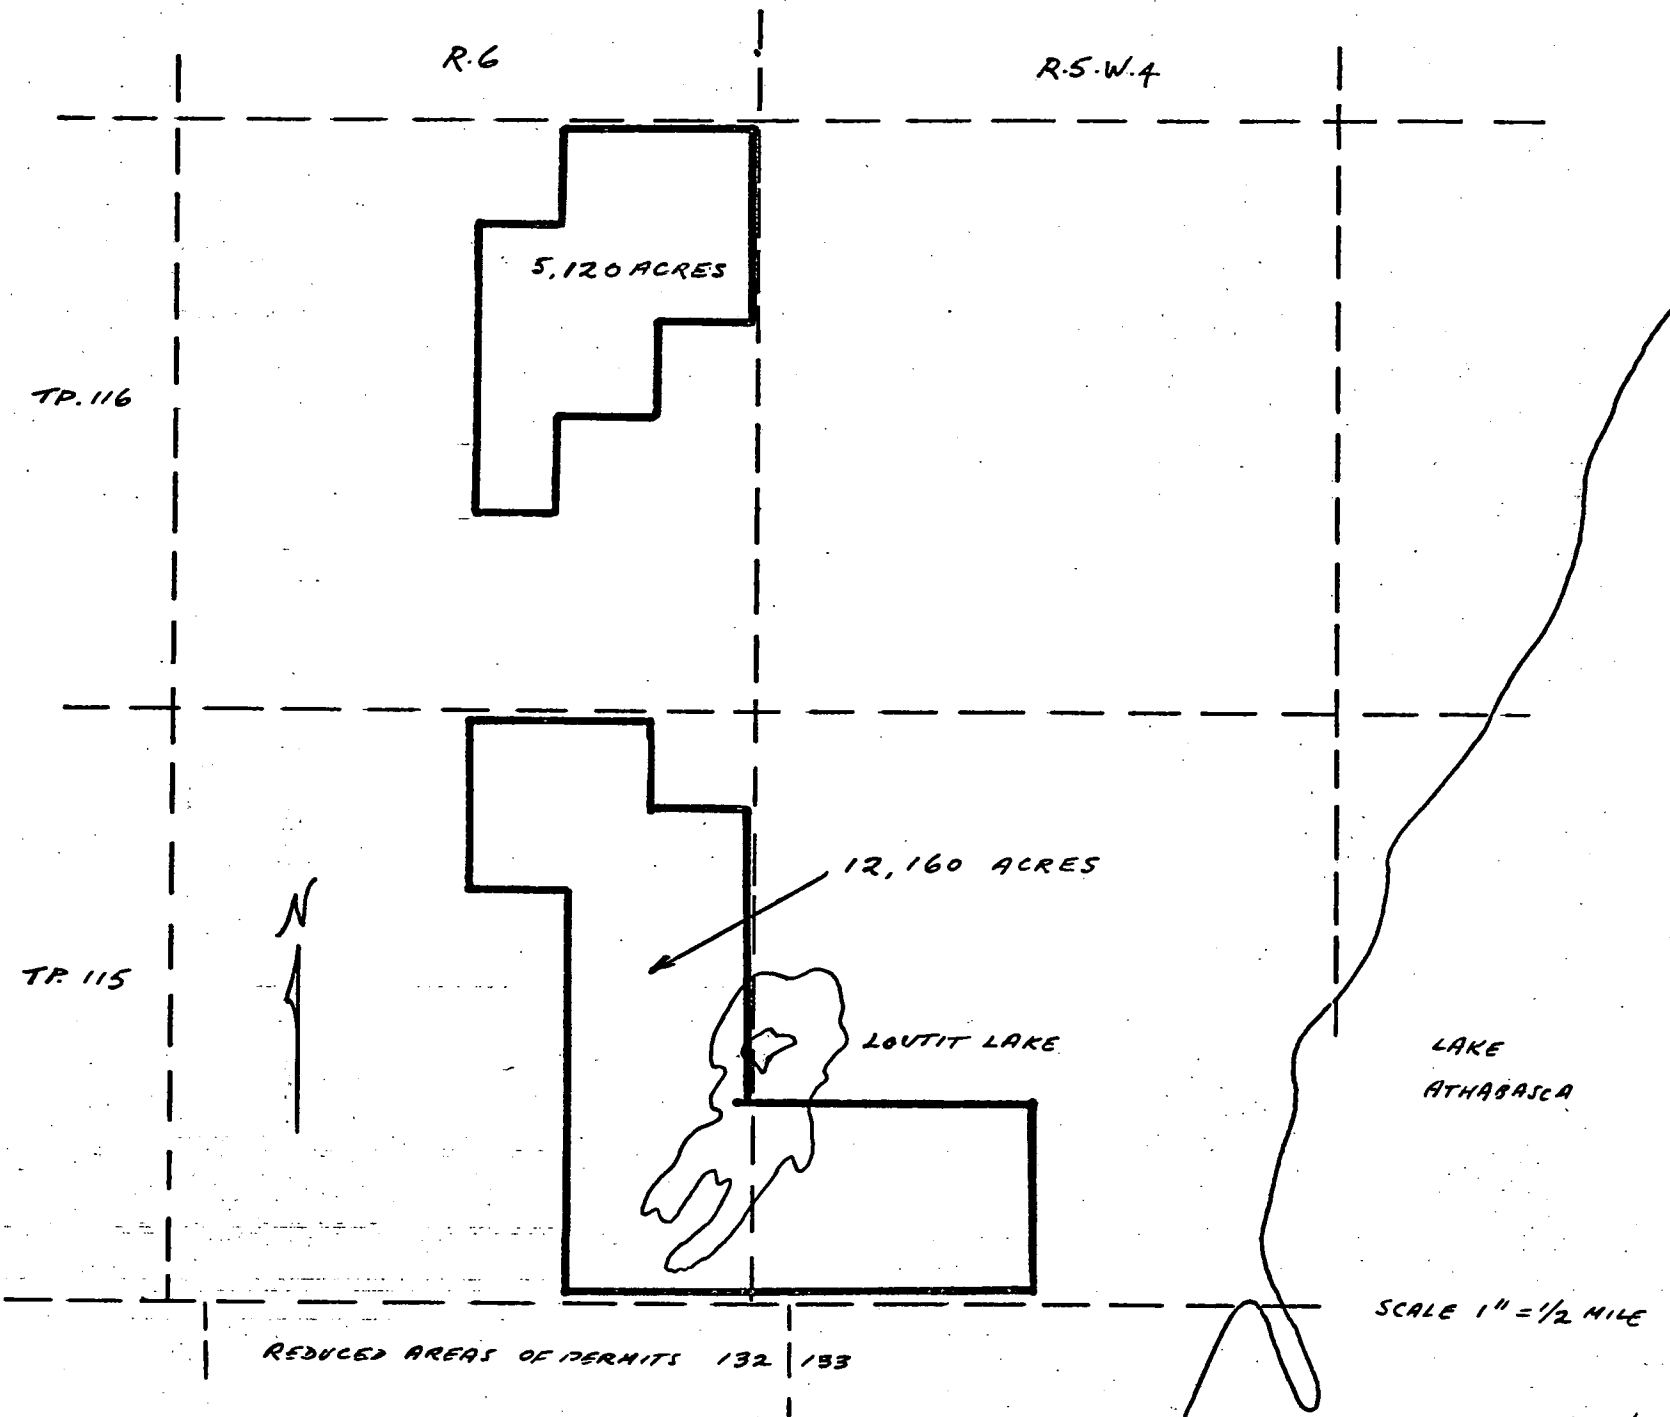 R.6
R.5.W.4
5,120 ACRES
TP. 116
12,160 ACRES
N
TP. 115
LOUTIT LAKE
LAKE
ATHABASCA
SCALE 1" = 1/2 MILE
REDUCED AREAS OF PERMITS 132 | 133